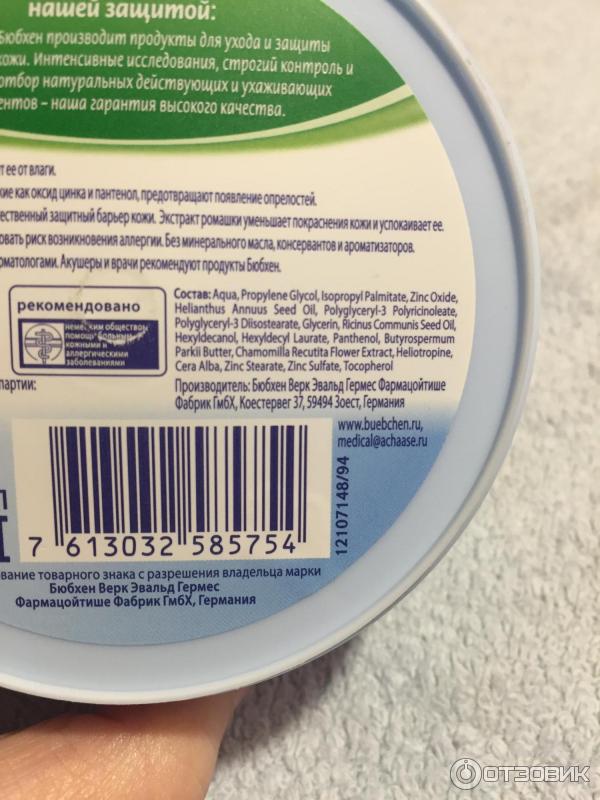 нашей защитой:
Бюбхен производит продукты для ухода и защиты
кожи. Интенсивные исследования, строгий контроль и
отбор натуральных действующих и ухаживающих
ентов – наша гарантия высокого качества.
т ее от влаги.
кие как оксид цинка и пантенол, предотвращают появление опрелостей.
ественный защитный барьер кожи. Экстракт ромашки уменьшает покраснения кожи и успокаивает ее.
овать риск возникновения аллергии. Без минерального масла, консервантов и ароматизаторов.
рматологами. Акушеры и врачи рекомендуют продукты Бюбхен.
рекомендовано
немецким обществом
помощь больным
кожными и
аллергическими
заболеваниями
Состав: Aqua, Propylene Glycol, Isopropyl Palmitate, Zinc Oxide,
Helianthus Annuus Seed Oil, Polyglyceryl-3 Polyricinoleate,
Polyglyceryl-3 Diisostearate, Glycerin, Ricinus Communis Seed Oil,
Hexyldecanol, Hexyldecyl Laurate, Panthenol, Butyrospermum
Parkii Butter, Chamomilla Recutita Flower Extract, Heliotropine,
Cera Alba, Zinc Stearate, Zinc Sulfate, Tocopherol
партии:
Производитель: Бюбхен Верк Эвальд Гермес Фармацойтише
Фабрик ГмбХ, Коестервег 37, 59494 Зоест, Германия
www.buebchen.ru,
medical@achaase.ru
7 613032 585754
12107148/94
ование товарного знака с разрешения владельца марки
Бюбхен Верк Эвальд Гермес
Фармацойтише Фабрик ГмбХ, Германия
ОТЗОВИК